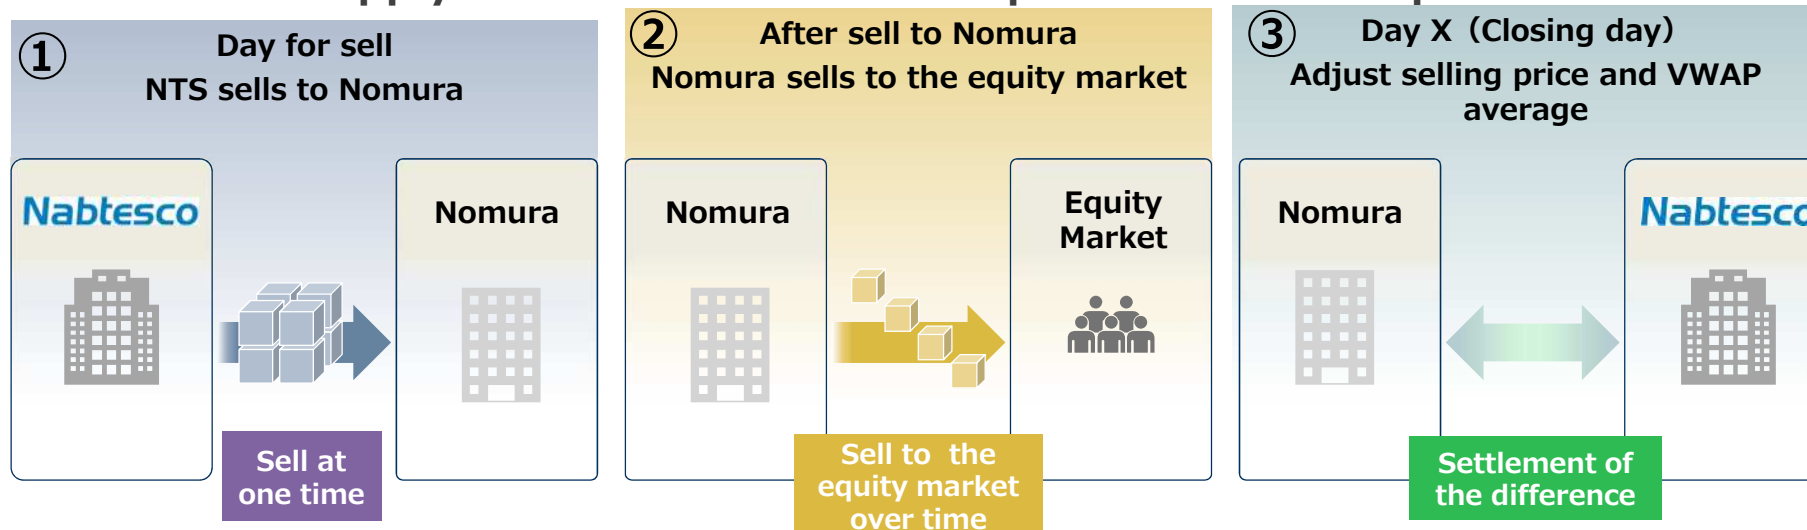 ①
Day for sell
NTS sells to Nomura
Nabtesco
Nomura
Sell at
one time
②
After sell to Nomura
Nomura sells to the equity market
Nomura
Equity
Market
Sell to the
equity market
over time
③
Day X（Closing day）
Adjust selling price and VWAP
average
Nomura
Nabtesco
Settlement of
the difference